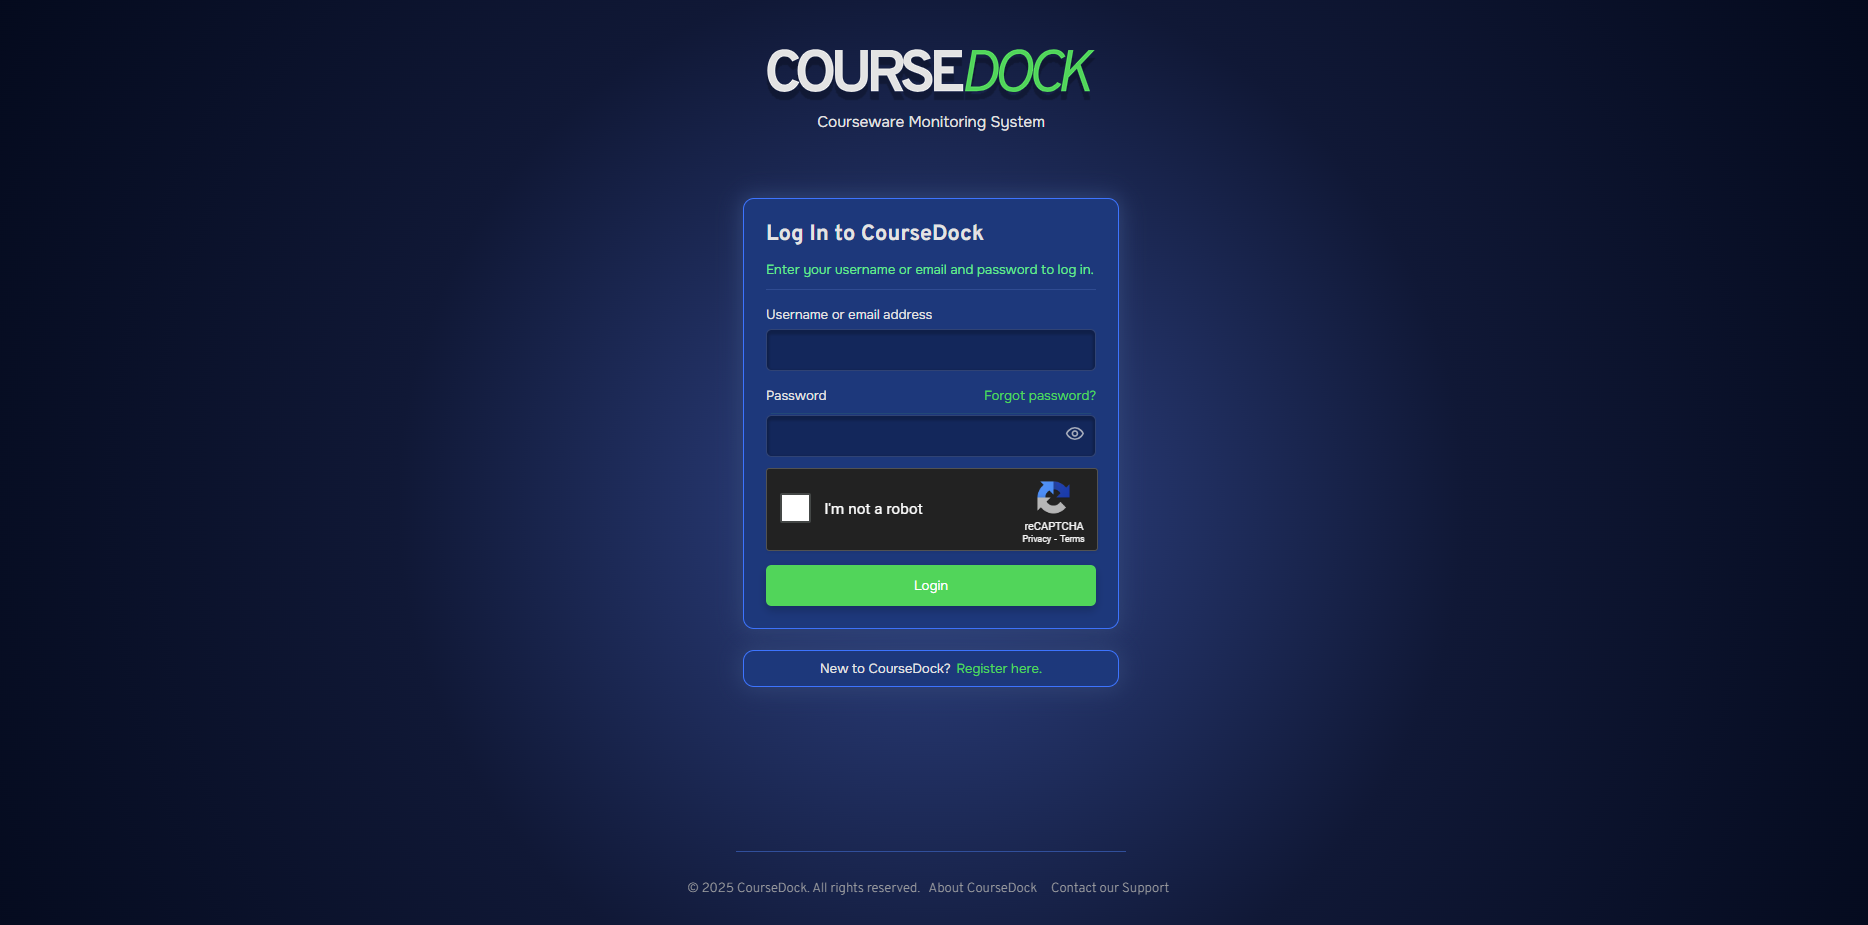 COURSEDOCK
Courseware Monitoring System
Log In to CourseDock
Enter your username or email and password to log in.
Username or email address
Password Forgot password?
I'm not a robot
reCAPTCHA
Privacy - Terms
Login
New to CourseDock? Register here.
© 2025 CourseDock. All rights reserved. About CourseDock Contact our Support